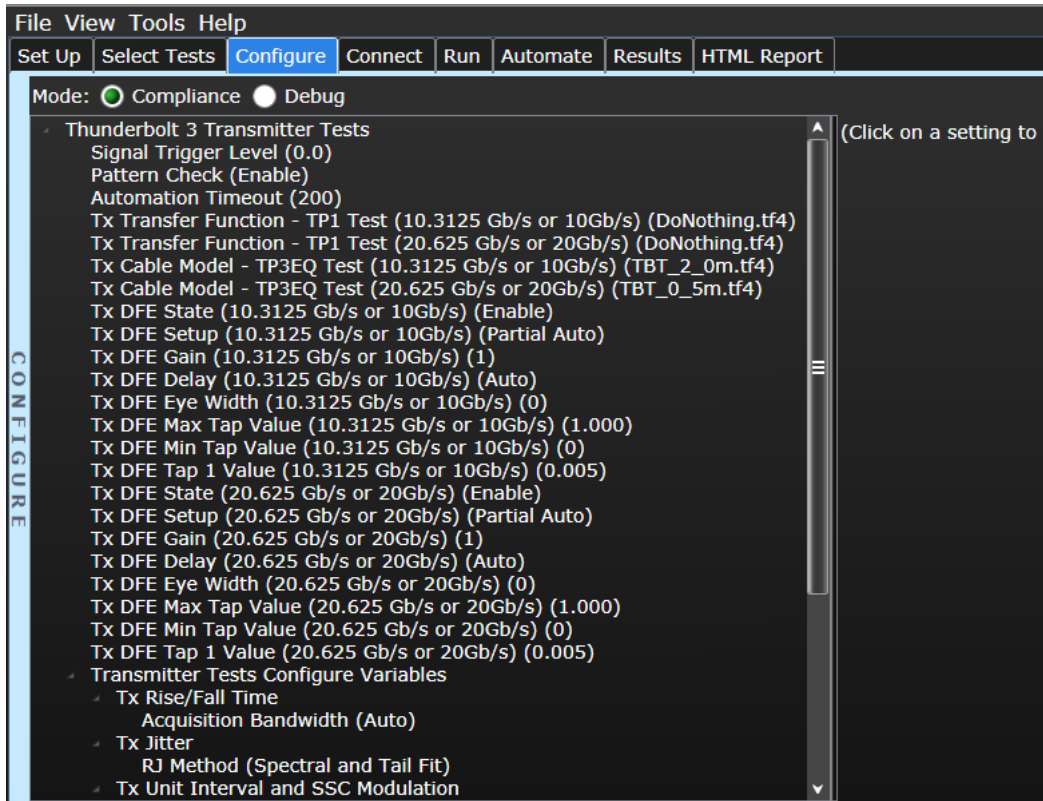 File View Tools Help
Set Up Select Tests Configure Connect Run Automate Results HTML Report
Mode: Compliance Debug
Thunderbolt 3 Transmitter Tests
(Click on a setting to
Signal Trigger Level (0.0)
Pattern Check (Enable)
Automation Timeout (200)
Tx Transfer Function - TP1 Test (10.3125 Gb/s or 10Gb/s) (DoNothing.tf4)
Tx Transfer Function - TP1 Test (20.625 Gb/s or 20Gb/s) (DoNothing.tf4)
Tx Cable Model - TP3EQ Test (10.3125 Gb/s or 10Gb/s) (TBT_2_0m.tf4)
Tx Cable Model - TP3EQ Test (20.625 Gb/s or 20Gb/s) (TBT_0_5m.tf4)
Tx DFE State (10.3125 Gb/s or 10Gb/s) (Enable)
Tx DFE Setup (10.3125 Gb/s or 10Gb/s) (Partial Auto)
Tx DFE Gain (10.3125 Gb/s or 10Gb/s) (1)
Tx DFE Delay (10.3125 Gb/s or 10Gb/s) (Auto)
Tx DFE Eye Width (10.3125 Gb/s or 10Gb/s) (0)
Tx DFE Max Tap Value (10.3125 Gb/s or 10Gb/s) (1.000)
Tx DFE Min Tap Value (10.3125 Gb/s or 10Gb/s) (0)
Tx DFE Tap 1 Value (10.3125 Gb/s or 10Gb/s) (0.005)
Tx DFE State (20.625 Gb/s or 20Gb/s) (Enable)
Tx DFE Setup (20.625 Gb/s or 20Gb/s) (Partial Auto)
Tx DFE Gain (20.625 Gb/s or 20Gb/s) (1)
Tx DFE Delay (20.625 Gb/s or 20Gb/s) (Auto)
Tx DFE Eye Width (20.625 Gb/s or 20Gb/s) (0)
Tx DFE Max Tap Value (20.625 Gb/s or 20Gb/s) (1.000)
Tx DFE Min Tap Value (20.625 Gb/s or 20Gb/s) (0)
Tx DFE Tap 1 Value (20.625 Gb/s or 20Gb/s) (0.005)
Transmitter Tests Configure Variables
Tx Rise/Fall Time
Acquisition Bandwidth (Auto)
Tx Jitter
RJ Method (Spectral and Tail Fit)
Tx Unit Interval and SSC Modulation
CONFIGURE